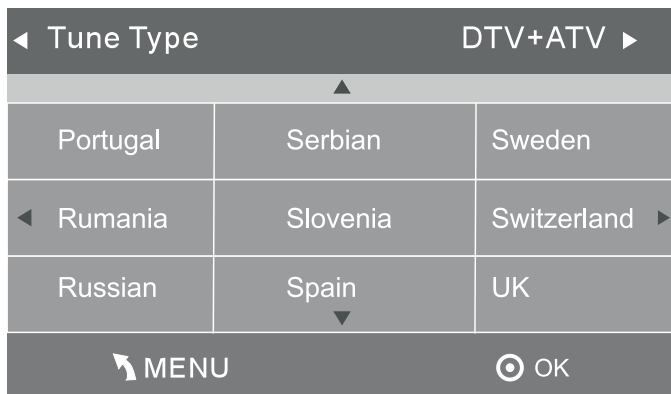 Tune Type DTV+ATV
Portugal Serbian Sweden
Rumania Slovenia Switzerland
Russian Spain UK
MENU OK